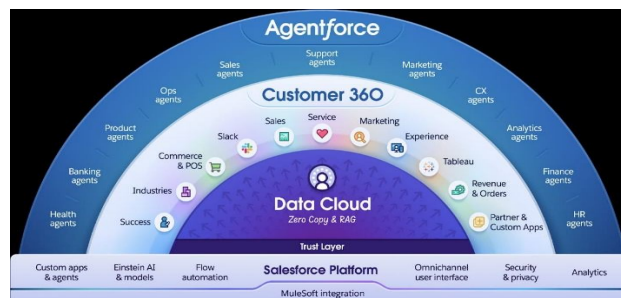 Agentforce
Support
agents
Sales
agents
Marketing
agents
Ops
agents
CX
agents
Product
agents
Analytics
agents
Banking
agents
Finance
agents
Health
agents
HR
agents
Customer 360
Service
Sales
Marketing
Slack
Experience
Commerce
& POS
Tableau
Industries
Revenue
& Orders
Success
Partner &
Custom Apps
Data Cloud
Zero Copy & RAG
Trust Layer
Custom apps
& agents
Einstein AI
& models
Flow
automation
Salesforce Platform
Omnichannel
user interface
Security
& privacy
Analytics
MuleSoft integration